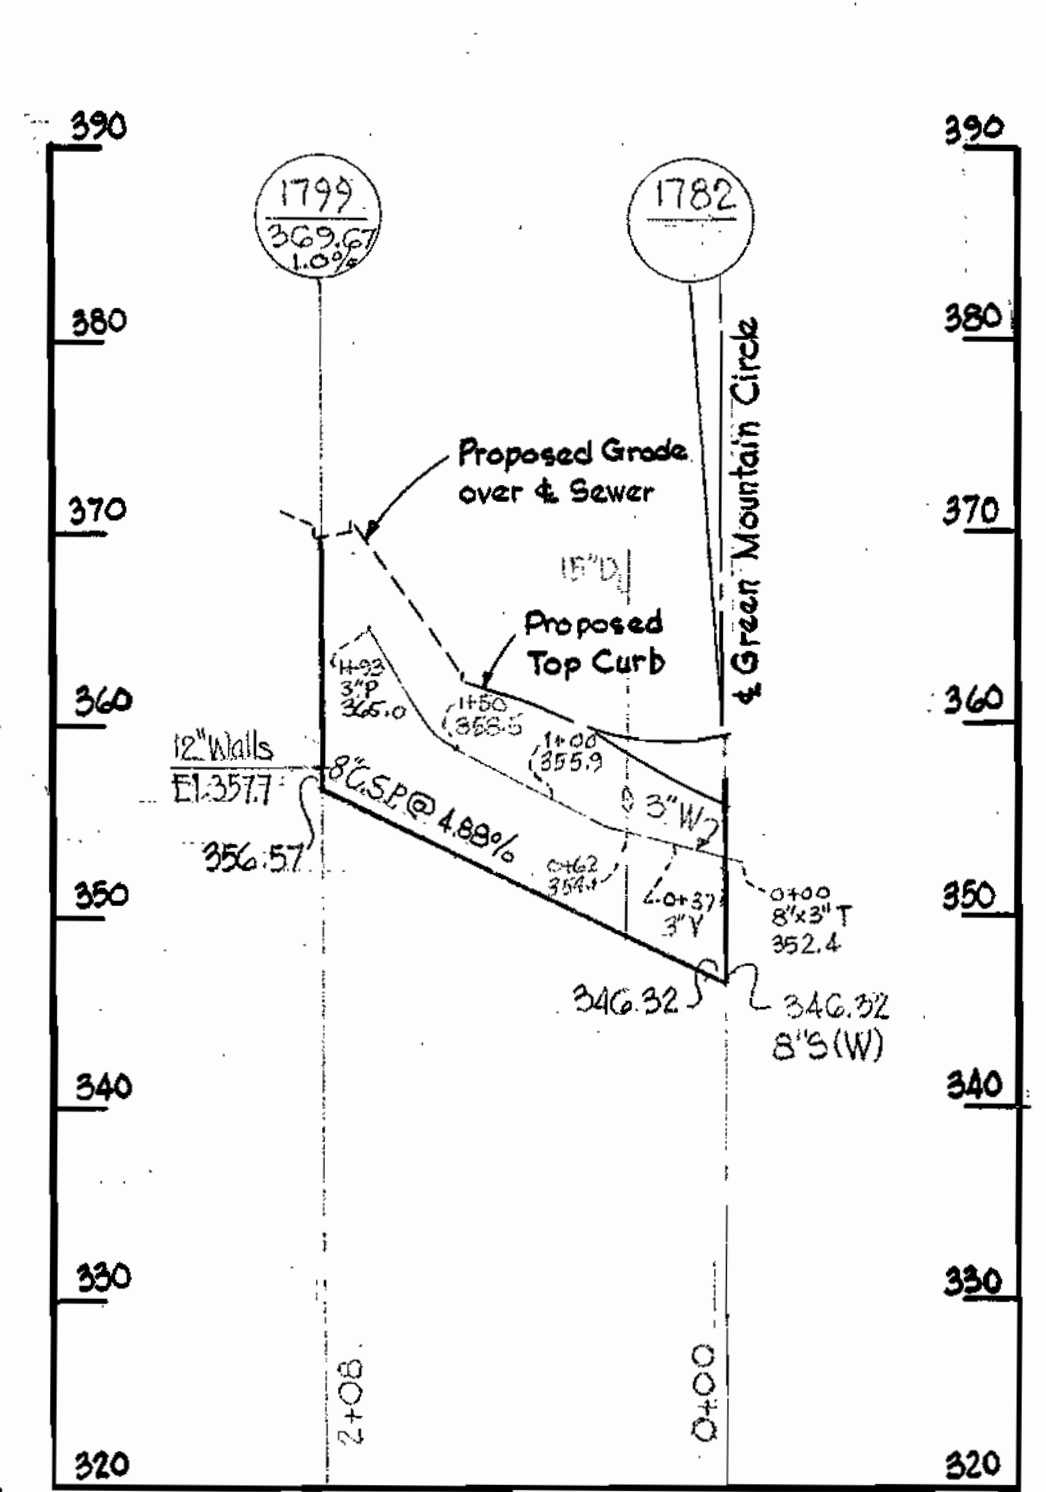 390
390
1799
369.67
1.0%
1782
380
380
℄ Green Mountain Circle
Proposed Grade
over ℄ Sewer
370
370
15"D
Proposed
Top Curb
1+93
3"P
365.0
360
1+50
358.5
360
12"Walls
El.357.7
1+00
355.9
8"C.S.P. @ 4.88%
3"W
356.57
0+62
350
0+37
3"V
0+00
8"x3" T
352.4
350
346.32
346.32
8"S(W)
340
340
330
330
2+08
0+00
320
320